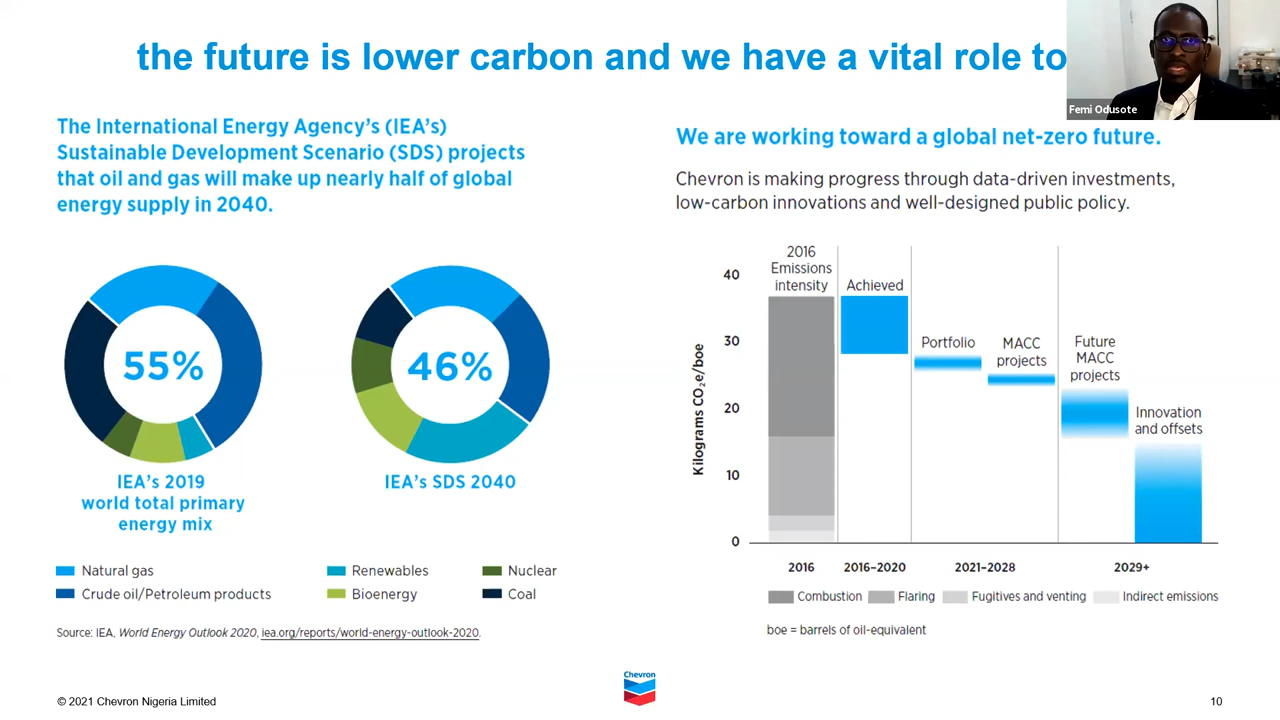 the future is lower carbon and we have a vital role to
Femi Odusote
The International Energy Agency's (IEA's)
Sustainable Development Scenario (SDS) projects
that oil and gas will make up nearly half of global
energy supply in 2040.
55%
46%
IEA's 2019
world total primary
energy mix
IEA's SDS 2040
Natural gas
Renewables
Nuclear
Crude oil/Petroleum products
Bioenergy
Coal
Source: IEA, World Energy Outlook 2020, iea.org/reports/world-energy-outlook-2020.
We are working toward a global net-zero future.
Chevron is making progress through data-driven investments,
low-carbon innovations and well-designed public policy.
Kilograms CO₂e/boe
40
30
20
10
0
2016
Emissions
intensity
Achieved
Portfolio
MACC
projects
Future
MACC
projects
Innovation
and offsets
2016
2016–2020
2021–2028
2029+
Combustion
Flaring
Fugitives and venting
Indirect emissions
boe = barrels of oil-equivalent
© 2021 Chevron Nigeria Limited
Chevron
10